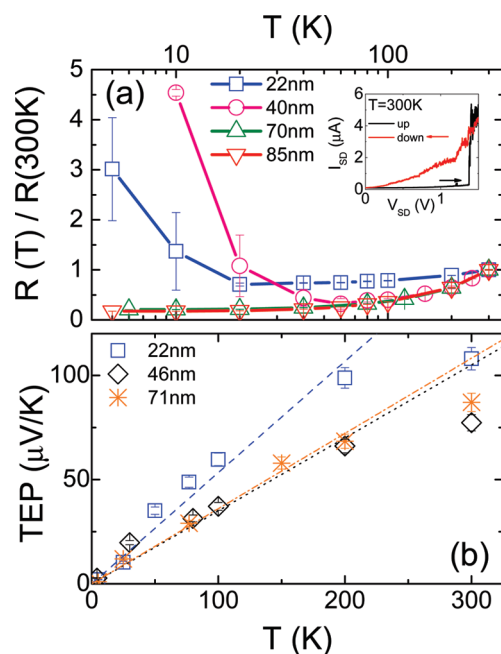 T (K)
10 100
5
4
3
2
1
0
R (T) / R(300K)
(a)
22nm
40nm
70nm
85nm
T=300K
up
down
6
4
2
0
I_SD (μA)
0 1
V_SD (V)
22nm
46nm
71nm
100
50
0
TEP (μV/K)
(b)
0 100 200 300
T (K)